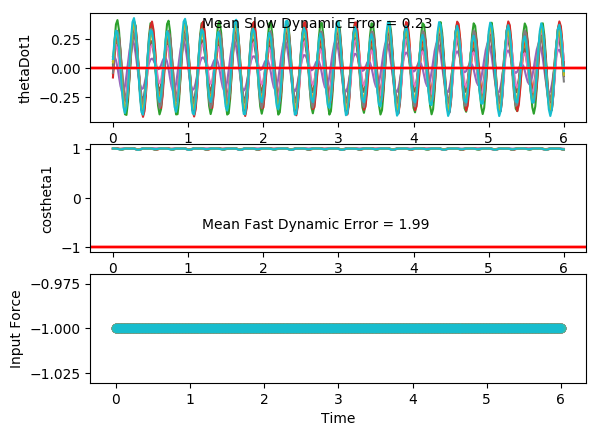 Mean Slow Dynamic Error = 0.23
thetaDot1
0.25
0.00
−0.25
0 1 2 3 4 5 6
costheta1
1
0
−1
Mean Fast Dynamic Error = 1.99
0 1 2 3 4 5 6
Input Force
−0.975
−1.000
−1.025
0 1 2 3 4 5 6
Time